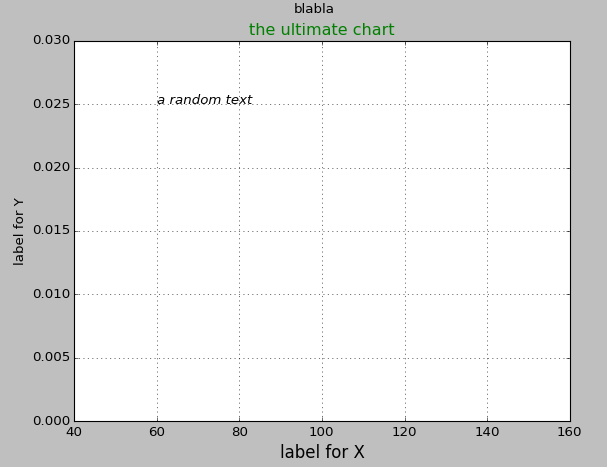 blabla
the ultimate chart
0.030
a random text
0.025
0.020
label for Y
0.015
0.010
0.005
0.000
40 60 80 100 120 140 160
label for X